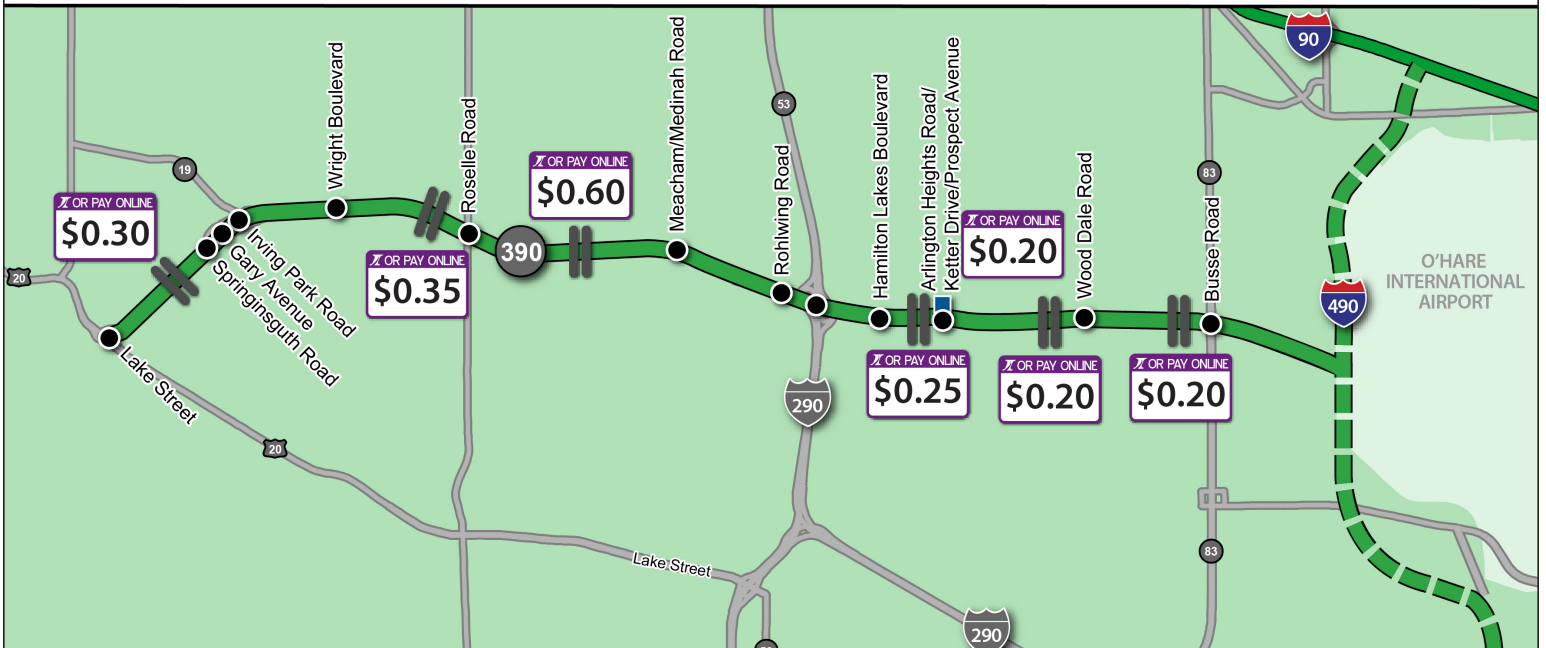 90
53
Wright Boulevard
Roselle Road
Meacham/Medinah Road
Rohlwing Road
Hamilton Lakes Boulevard
Arlington Heights Road/
Ketter Drive/Prospect Avenue
Wood Dale Road
Busse Road
83
19
OR PAY ONLINE
$0.30
OR PAY ONLINE
$0.60
OR PAY ONLINE
$0.20
OR PAY ONLINE
$0.35
390
20
Irving Park Road
Gary Avenue
Springinsguth Road
Lake Street
O'HARE
INTERNATIONAL
AIRPORT
490
OR PAY ONLINE
$0.25
OR PAY ONLINE
$0.20
OR PAY ONLINE
$0.20
290
20
Lake Street
83
290